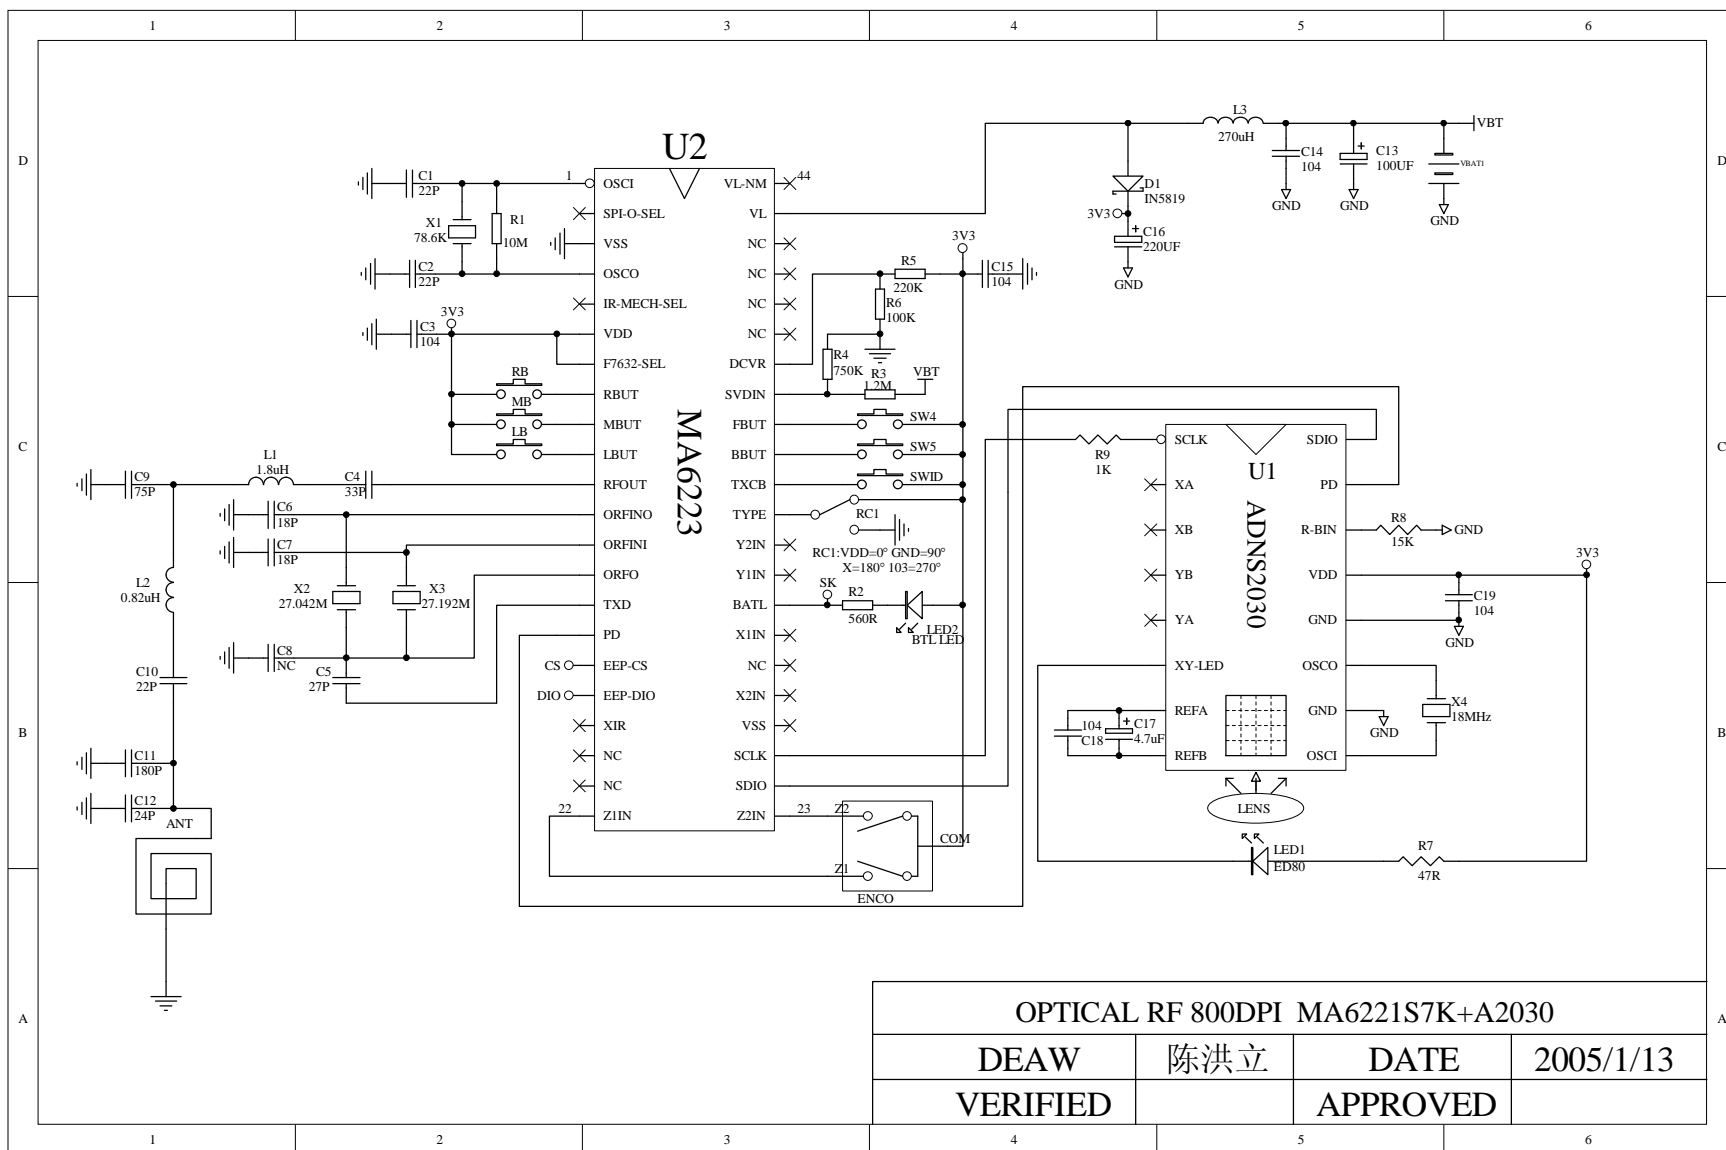 1 2 3 4 5 6
D D
C C
B B
A A
U2
MA6223
1
OSCI
SPI-O-SEL
VSS
OSCO
IR-MECH-SEL
VDD
F7632-SEL
RBUT
MBUT
LBUT
RFOUT
ORFINO
ORFINI
ORFO
TXD
PD
EEP-CS
EEP-DIO
XIR
NC
NC
22
Z1IN
44
VL-NM
VL
NC
NC
NC
NC
DCVR
SVDIN
FBUT
BBUT
TXCB
TYPE
Y2IN
Y1IN
BATL
X1IN
NC
X2IN
VSS
SCLK
SDIO
23
Z2IN
C1
22P
X1
78.6K
R1
10M
C2
22P
3V3
C3
104
RB
MB
LB
C9
75P
L1
1.8uH
C4
33P
C6
18P
C7
18P
L2
0.82uH
X2
27.042M
X3
27.192M
C8
NC
C5
27P
C10
22P
CS
DIO
C11
180P
C12
24P
ANT
L3
270uH
VBT
C14
104
GND
C13
100UF
GND
VBAT1
GND
D1
IN5819
3V3
C16
220UF
GND
3V3
R5
220K
C15
104
R6
100K
R4
750K
R3
1.2M
VBT
SW4
SW5
SWID
RC1
RC1:VDD=0° GND=90°
X=180° 103=270°
SK
R2
560R
LED2
BTL LED
Z2
Z1
COM
ENCO
R9
1K
U1
ADNS2030
SCLK
XA
XB
YB
YA
XY-LED
REFA
REFB
SDIO
PD
R-BIN
VDD
GND
OSCO
GND
OSCI
R8
15K
GND
3V3
C19
104
GND
X4
18MHz
GND
104
C18
C17
4.7uF
LENS
LED1
ED80
R7
47R
OPTICAL RF 800DPI MA6221S7K+A2030
DEAW 陈洪立 DATE 2005/1/13
VERIFIED APPROVED
1 2 3 4 5 6